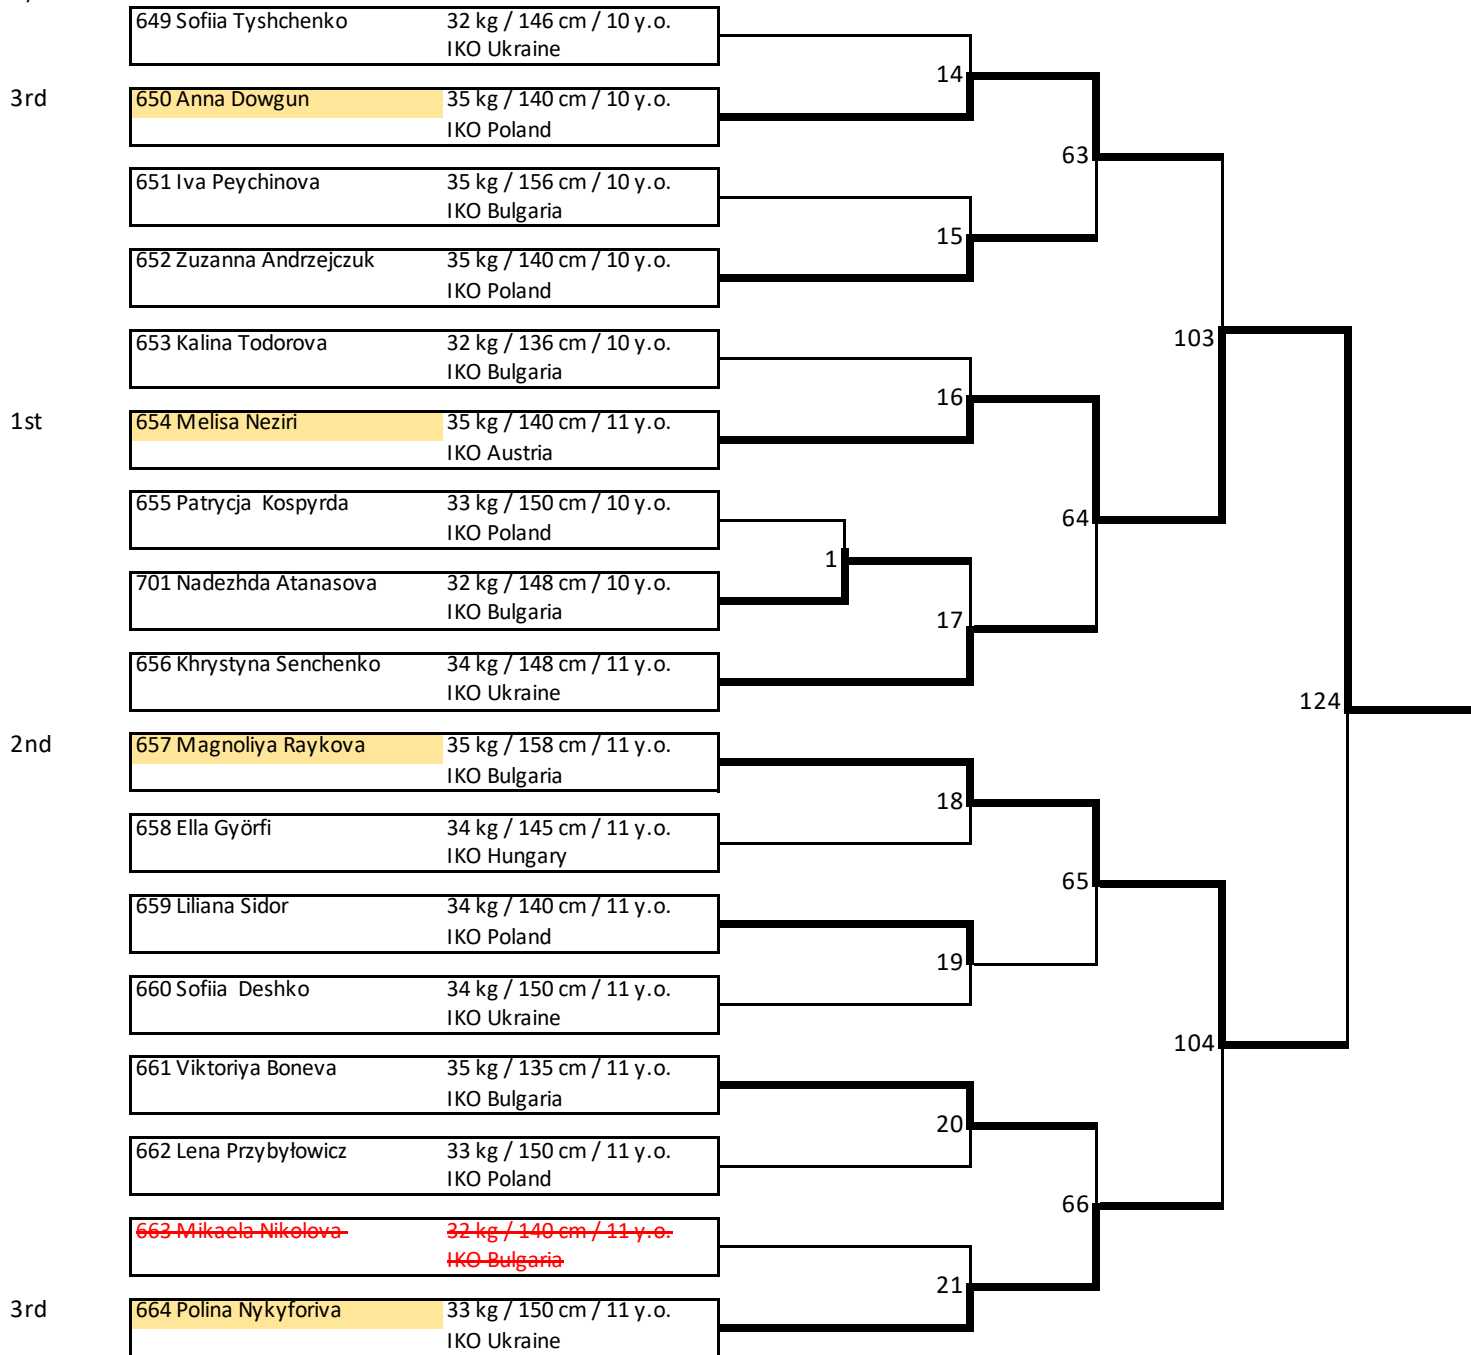 649 Sofiia Tyshchenko 32 kg / 146 cm / 10 y.o.
IKO Ukraine
14
3rd 650 Anna Dowgun 35 kg / 140 cm / 10 y.o.
IKO Poland
63
651 Iva Peychinova 35 kg / 156 cm / 10 y.o.
IKO Bulgaria
15
652 Zuzanna Andrzejczuk 35 kg / 140 cm / 10 y.o.
IKO Poland
103
653 Kalina Todorova 32 kg / 136 cm / 10 y.o.
IKO Bulgaria
16
1st 654 Melisa Neziri 35 kg / 140 cm / 11 y.o.
IKO Austria
655 Patrycja Kospyrda 33 kg / 150 cm / 10 y.o.
64
IKO Poland
1
701 Nadezhda Atanasova 32 kg / 148 cm / 10 y.o.
IKO Bulgaria
17
656 Khrystyna Senchenko 34 kg / 148 cm / 11 y.o.
IKO Ukraine
124
2nd 657 Magnoliya Raykova 35 kg / 158 cm / 11 y.o.
IKO Bulgaria
18
658 Ella Györfi 34 kg / 145 cm / 11 y.o.
IKO Hungary
65
659 Liliana Sidor 34 kg / 140 cm / 11 y.o.
IKO Poland
19
660 Sofiia Deshko 34 kg / 150 cm / 11 y.o.
IKO Ukraine
104
661 Viktoriya Boneva 35 kg / 135 cm / 11 y.o.
IKO Bulgaria
20
662 Lena Przybyłowicz 33 kg / 150 cm / 11 y.o.
IKO Poland
66
663 Mikaela Nikolova 32 kg / 140 cm / 11 y.o.
IKO Bulgaria
21
3rd 664 Polina Nykyforiva 33 kg / 150 cm / 11 y.o.
IKO Ukraine